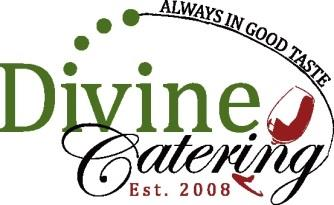 ALWAYS IN GOOD TASTE
Divine
Catering
Est. 2008